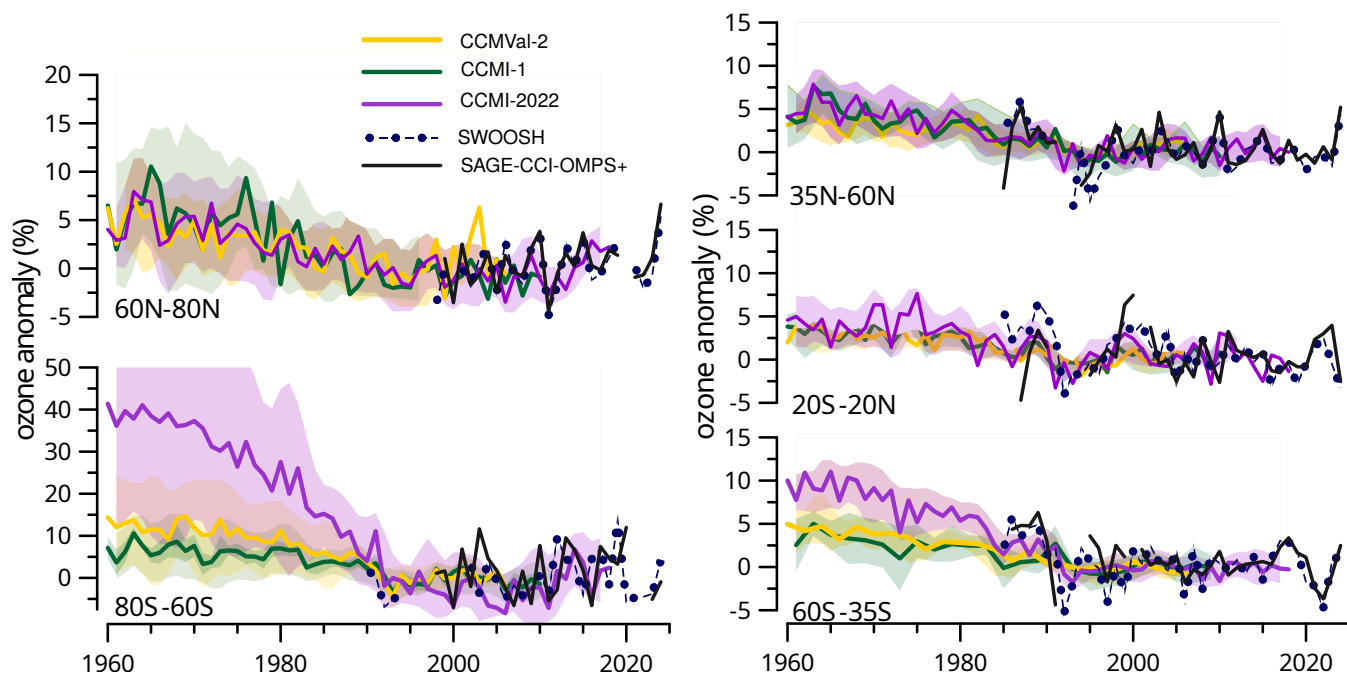 CCMVal-2
CCMI-1
CCMI-2022
SWOOSH
SAGE-CCI-OMPS+
ozone anomaly (%)
20
15
10
5
0
-5
60N-80N
50
40
30
20
10
0
80S-60S
1960 1980 2000 2020
ozone anomaly (%)
15
10
5
0
-5
35N-60N
15
10
5
0
-5
20S-20N
15
10
5
0
-5
60S-35S
1960 1980 2000 2020